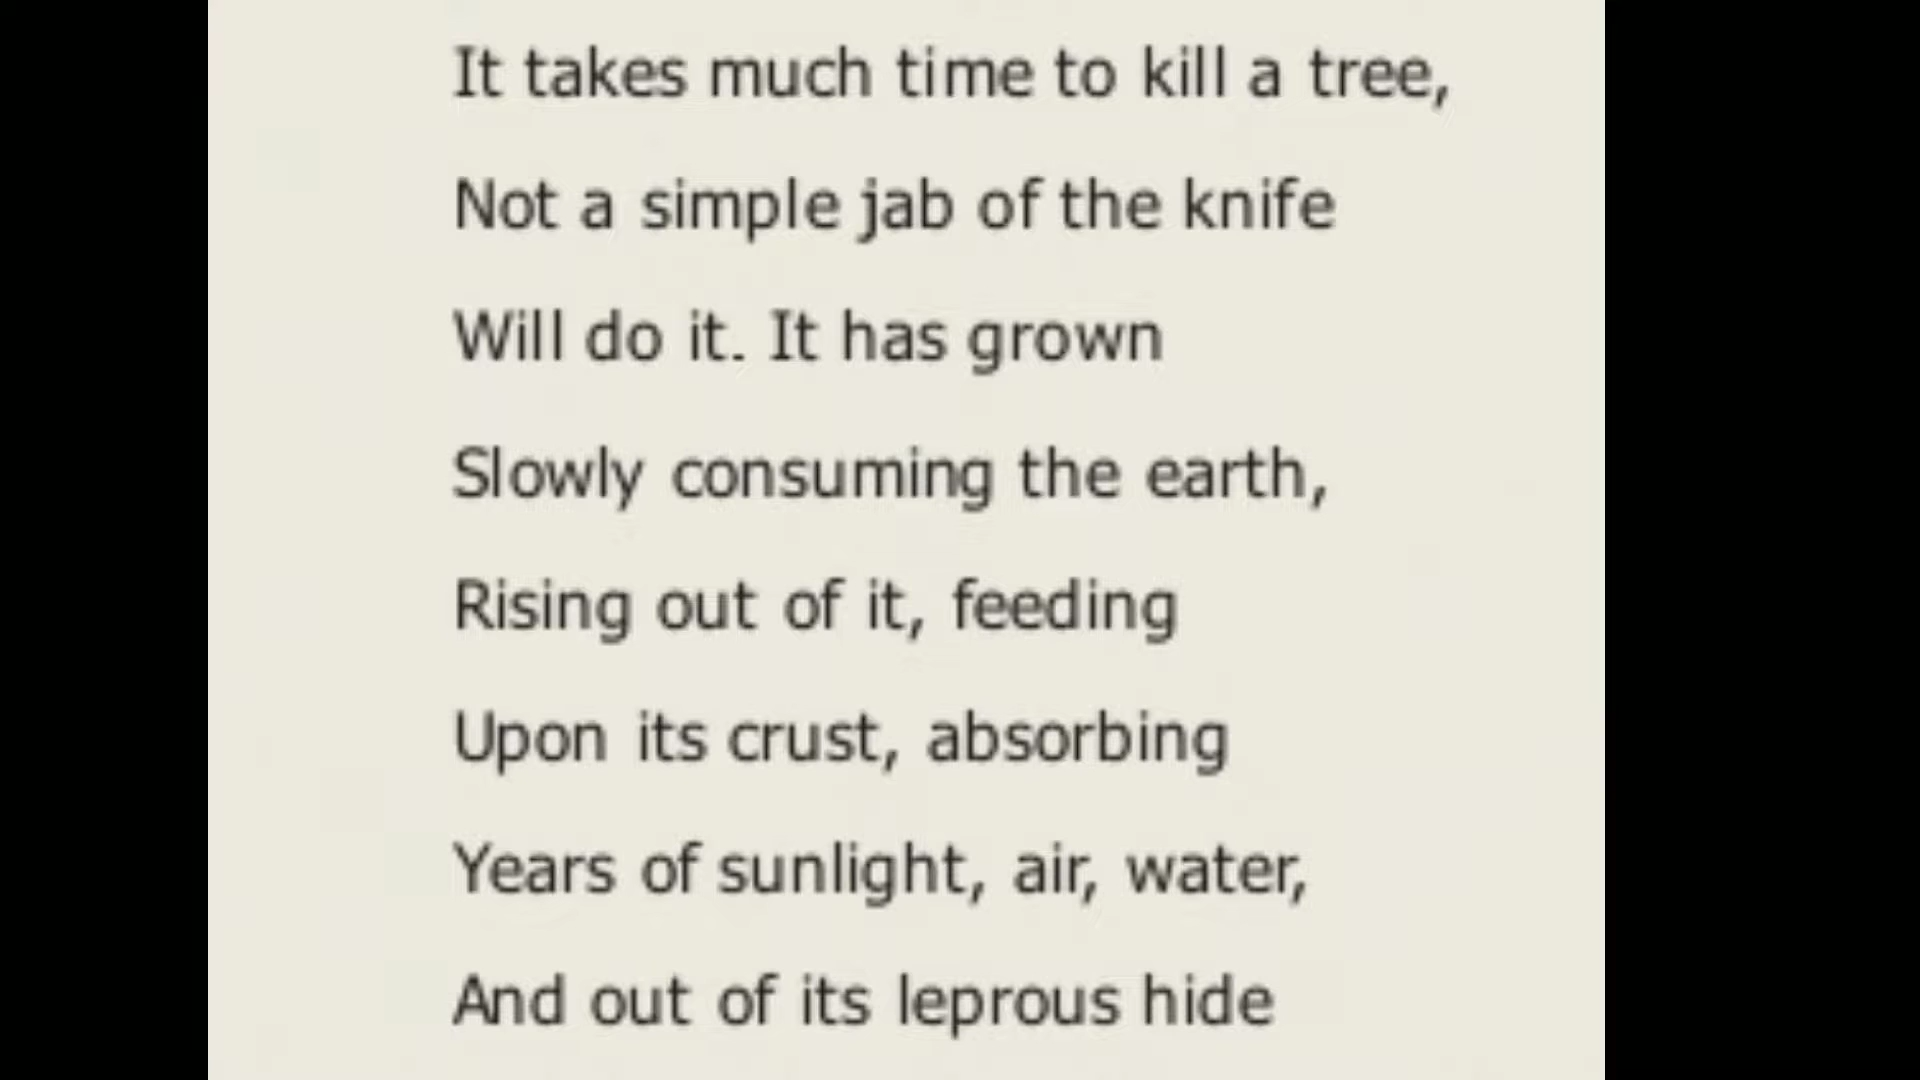 It takes much time to kill a tree,
Not a simple jab of the knife
Will do it. It has grown
Slowly consuming the earth,
Rising out of it, feeding
Upon its crust, absorbing
Years of sunlight, air, water,
And out of its leprous hide